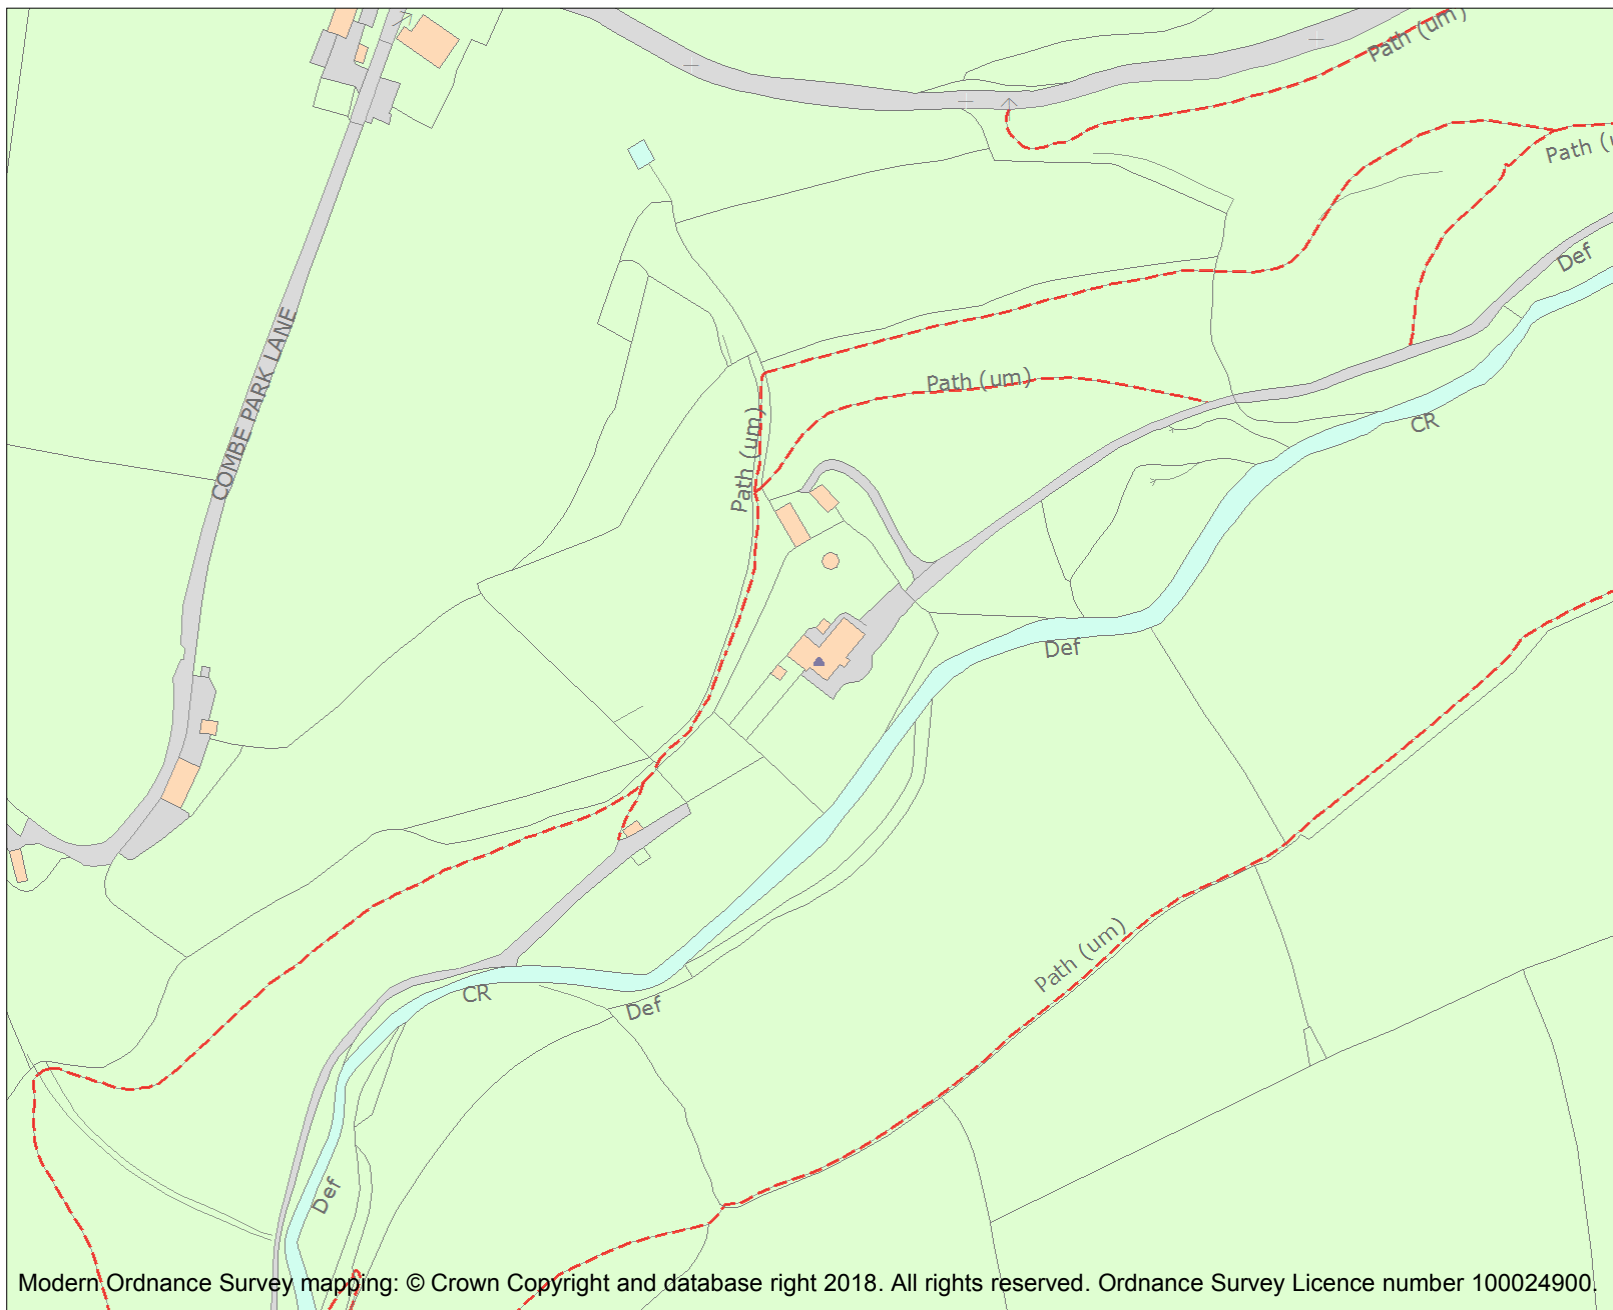 Path (um)
Path (u
Def
COMBE PARK LANE
Path (um)
Path (um)
CR
Def
Path (um)
CR
Def
Def
Modern Ordnance Survey mapping: © Crown Copyright and database right 2018. All rights reserved. Ordnance Survey Licence number 100024900.